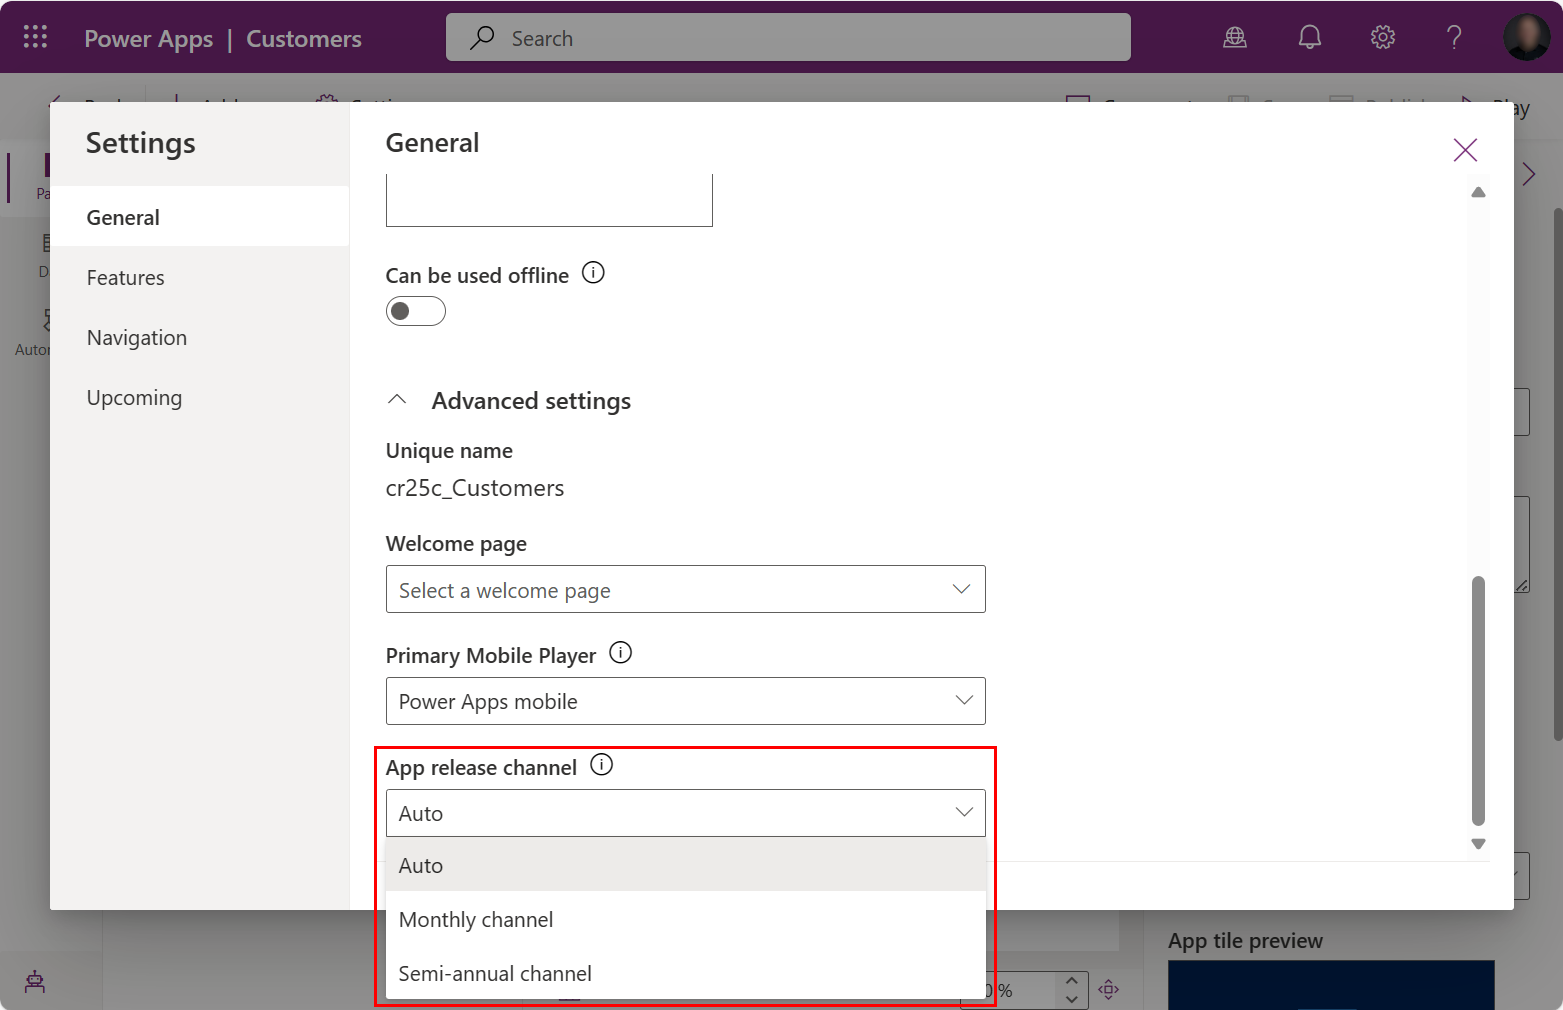 Power Apps | Customers
Search
Settings
General
Features
Navigation
Upcoming
General
Can be used offline
Advanced settings
Unique name
cr25c_Customers
Welcome page
Select a welcome page
Primary Mobile Player
Power Apps mobile
App release channel
Auto
Auto
Monthly channel
Semi-annual channel
App tile preview